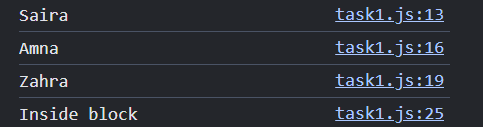 Saira task1.js:13
Amna task1.js:16
Zahra task1.js:19
Inside block task1.js:25